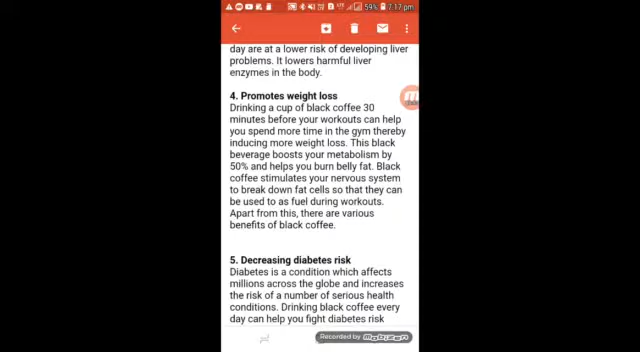 59% 7:17 pm
day are at a lower risk of developing liver
problems. It lowers harmful liver
enzymes in the body.
4. Promotes weight loss
Drinking a cup of black coffee 30
minutes before your workouts can help
you spend more time in the gym thereby
inducing more weight loss. This black
beverage boosts your metabolism by
50% and helps you burn belly fat. Black
coffee stimulates your nervous system
to break down fat cells so that they can
be used to as fuel during workouts.
Apart from this, there are various
benefits of black coffee.
5. Decreasing diabetes risk
Diabetes is a condition which affects
millions across the globe and increases
the risk of a number of serious health
conditions. Drinking black coffee every
day can help you fight diabetes risk
Recorded by mobizen